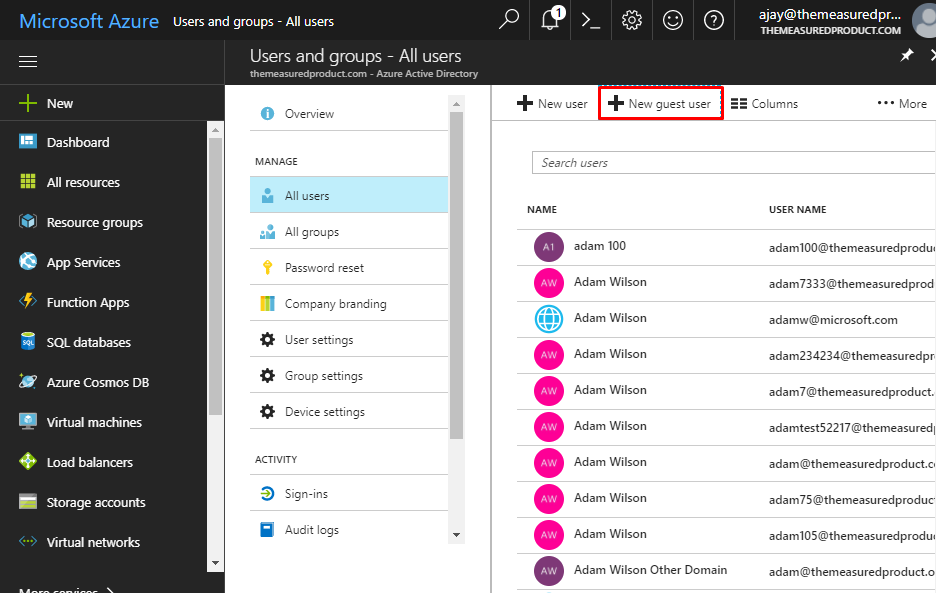 Microsoft Azure Users and groups - All users
1
ajay@themeasuredpr...
THEMEASUREDPRODUCT.COM
Users and groups - All users
themeasuredproduct.com - Azure Active Directory
New
Dashboard
All resources
Resource groups
App Services
Function Apps
SQL
SQL databases
Azure Cosmos DB
Virtual machines
Load balancers
Storage accounts
Virtual networks
More services
Overview
MANAGE
All users
All groups
Password reset
Company branding
User settings
Group settings
Device settings
ACTIVITY
Sign-ins
Audit logs
New user New guest user Columns ••• More
Search users
NAME USER NAME
A1 adam 100 adam100@themeasuredproduc
AW Adam Wilson adam7333@themeasuredprod
Adam Wilson adamw@microsoft.com
AW Adam Wilson adam234234@themeasuredpr
AW Adam Wilson adam7@themeasuredproduct.
AW Adam Wilson adamtest52217@themeasured
AW Adam Wilson adam@themeasuredproduct.c
AW Adam Wilson adam75@themeasuredproduc
AW Adam Wilson adam105@themeasuredprodu
AW Adam Wilson Other Domain adam@themeasuredproduct.o